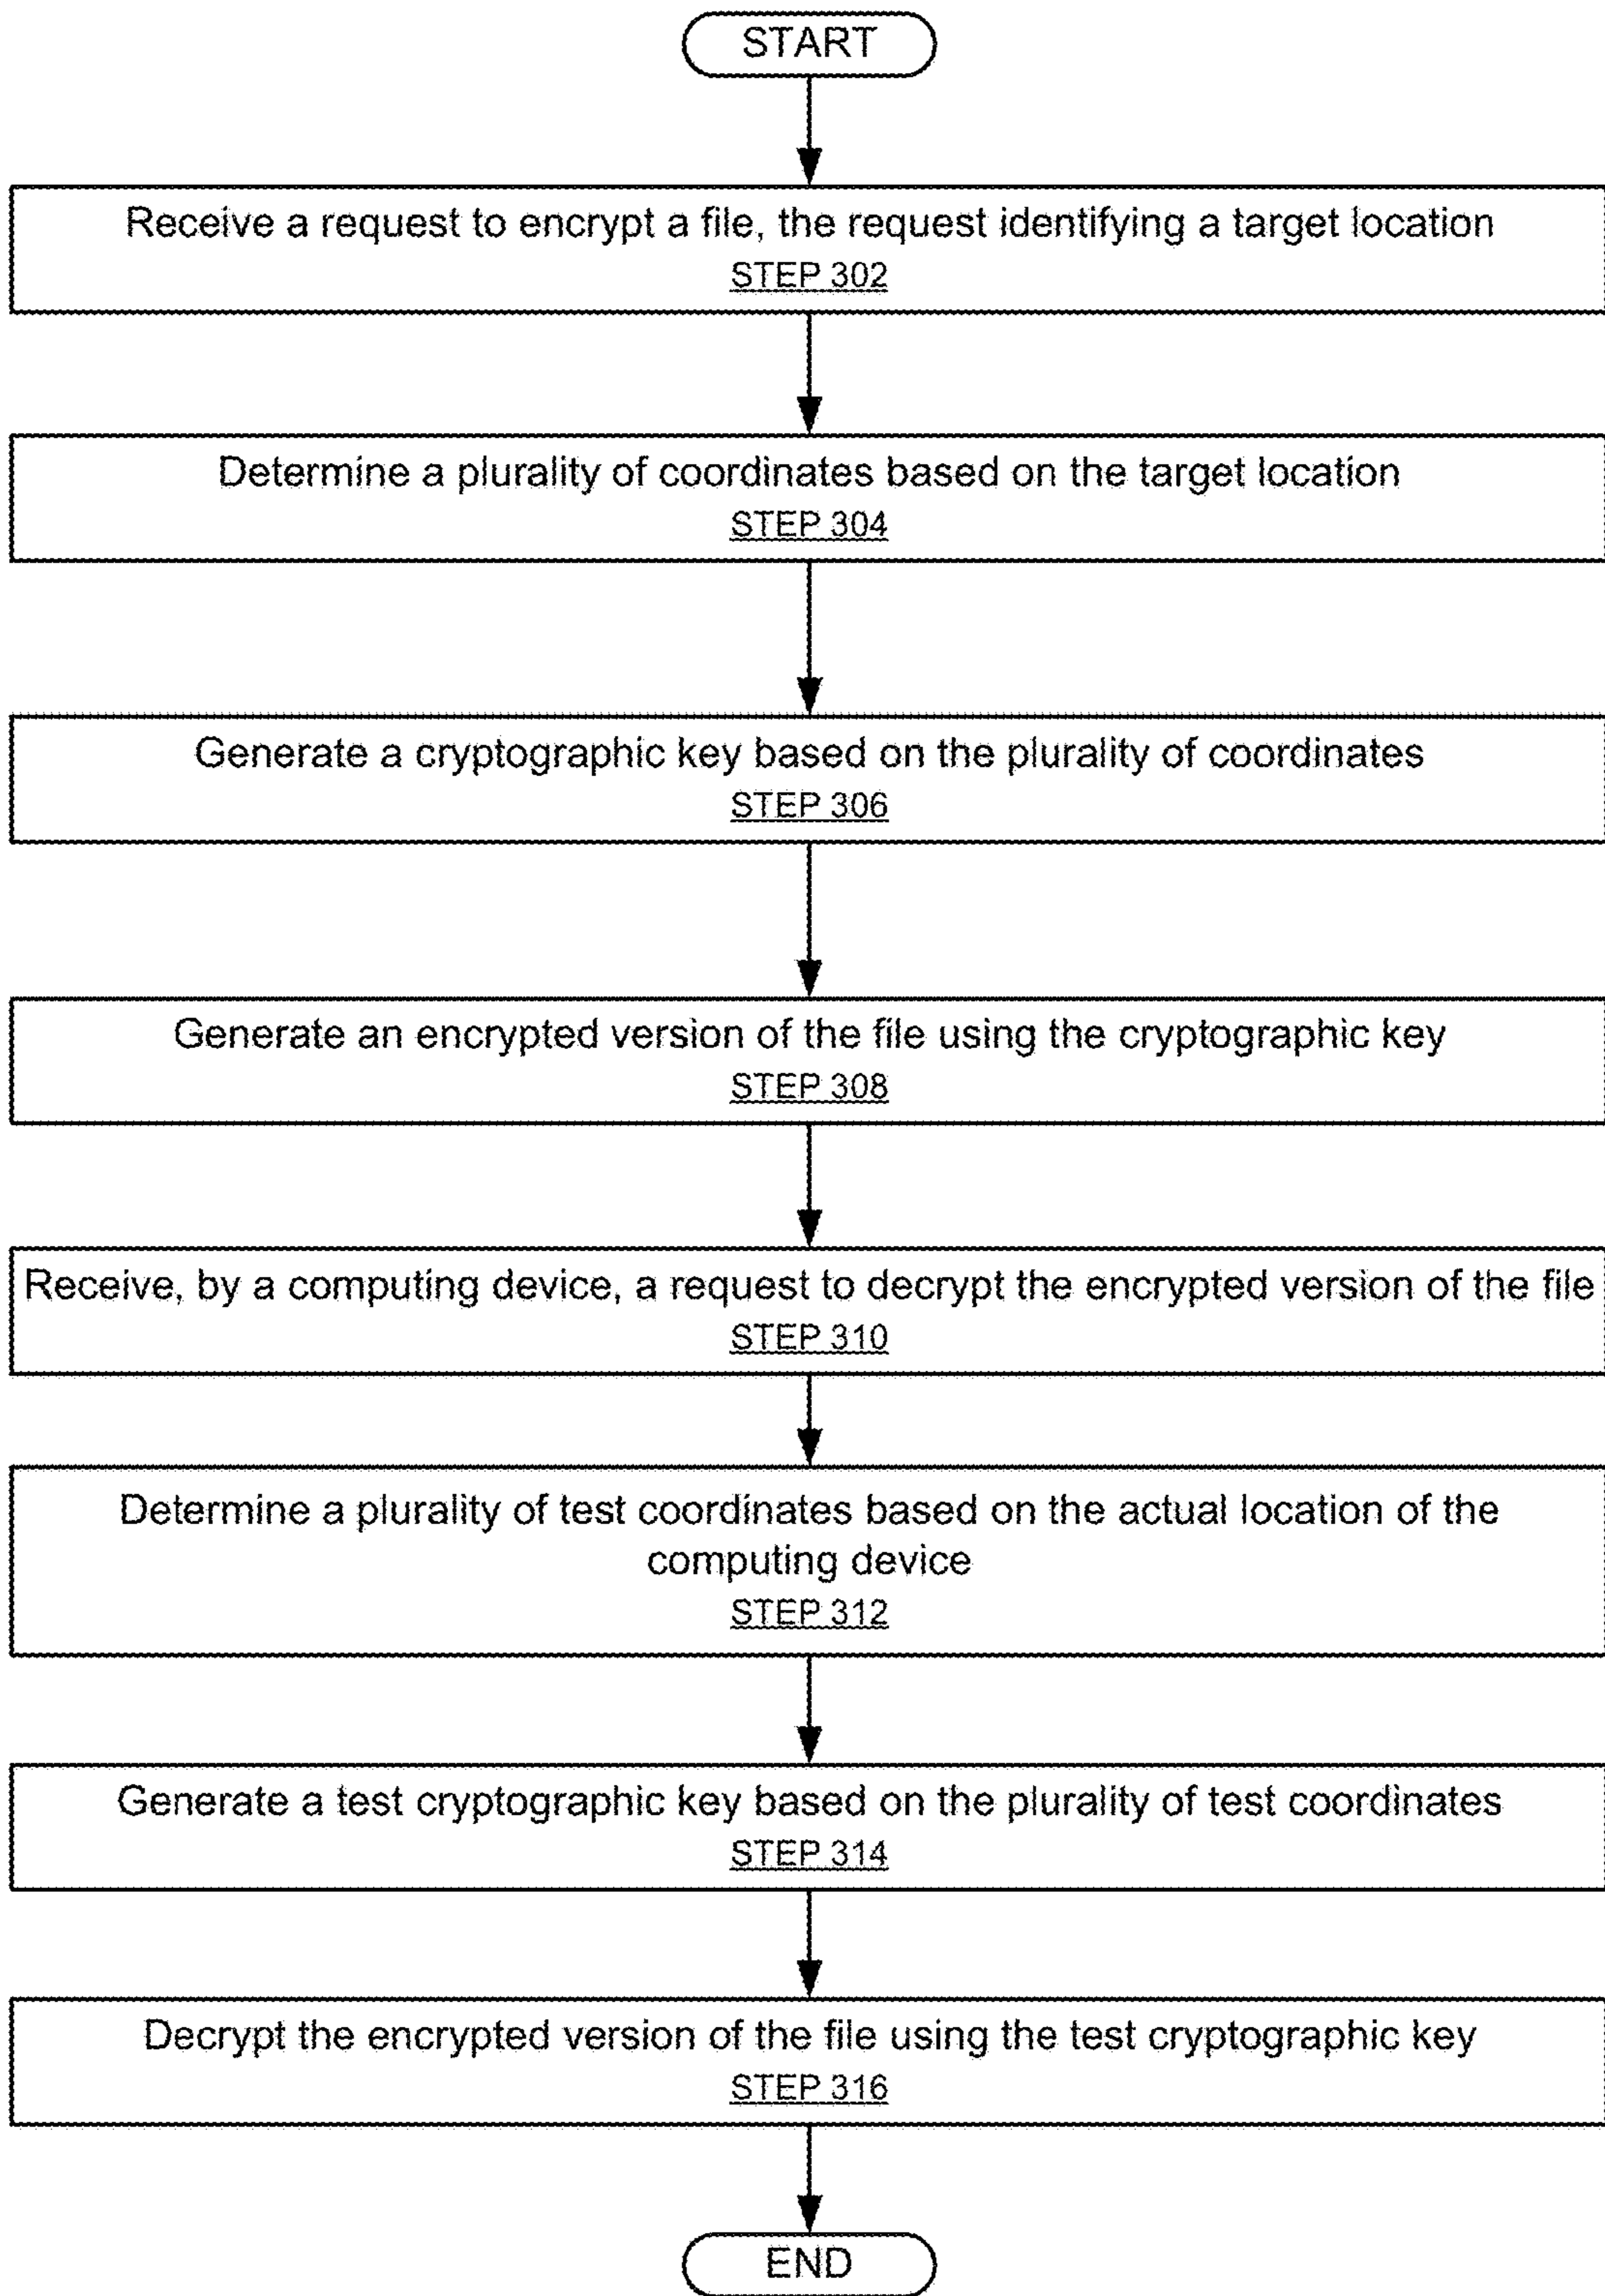 START
Receive a request to encrypt a file, the request identifying a target location
STEP 302
Determine a plurality of coordinates based on the target location
STEP 304
Generate a cryptographic key based on the plurality of coordinates
STEP 306
Generate an encrypted version of the file using the cryptographic key
STEP 308
Receive, by a computing device, a request to decrypt the encrypted version of the file
STEP 310
Determine a plurality of test coordinates based on the actual location of the
computing device
STEP 312
Generate a test cryptographic key based on the plurality of test coordinates
STEP 314
Decrypt the encrypted version of the file using the test cryptographic key
STEP 316
END